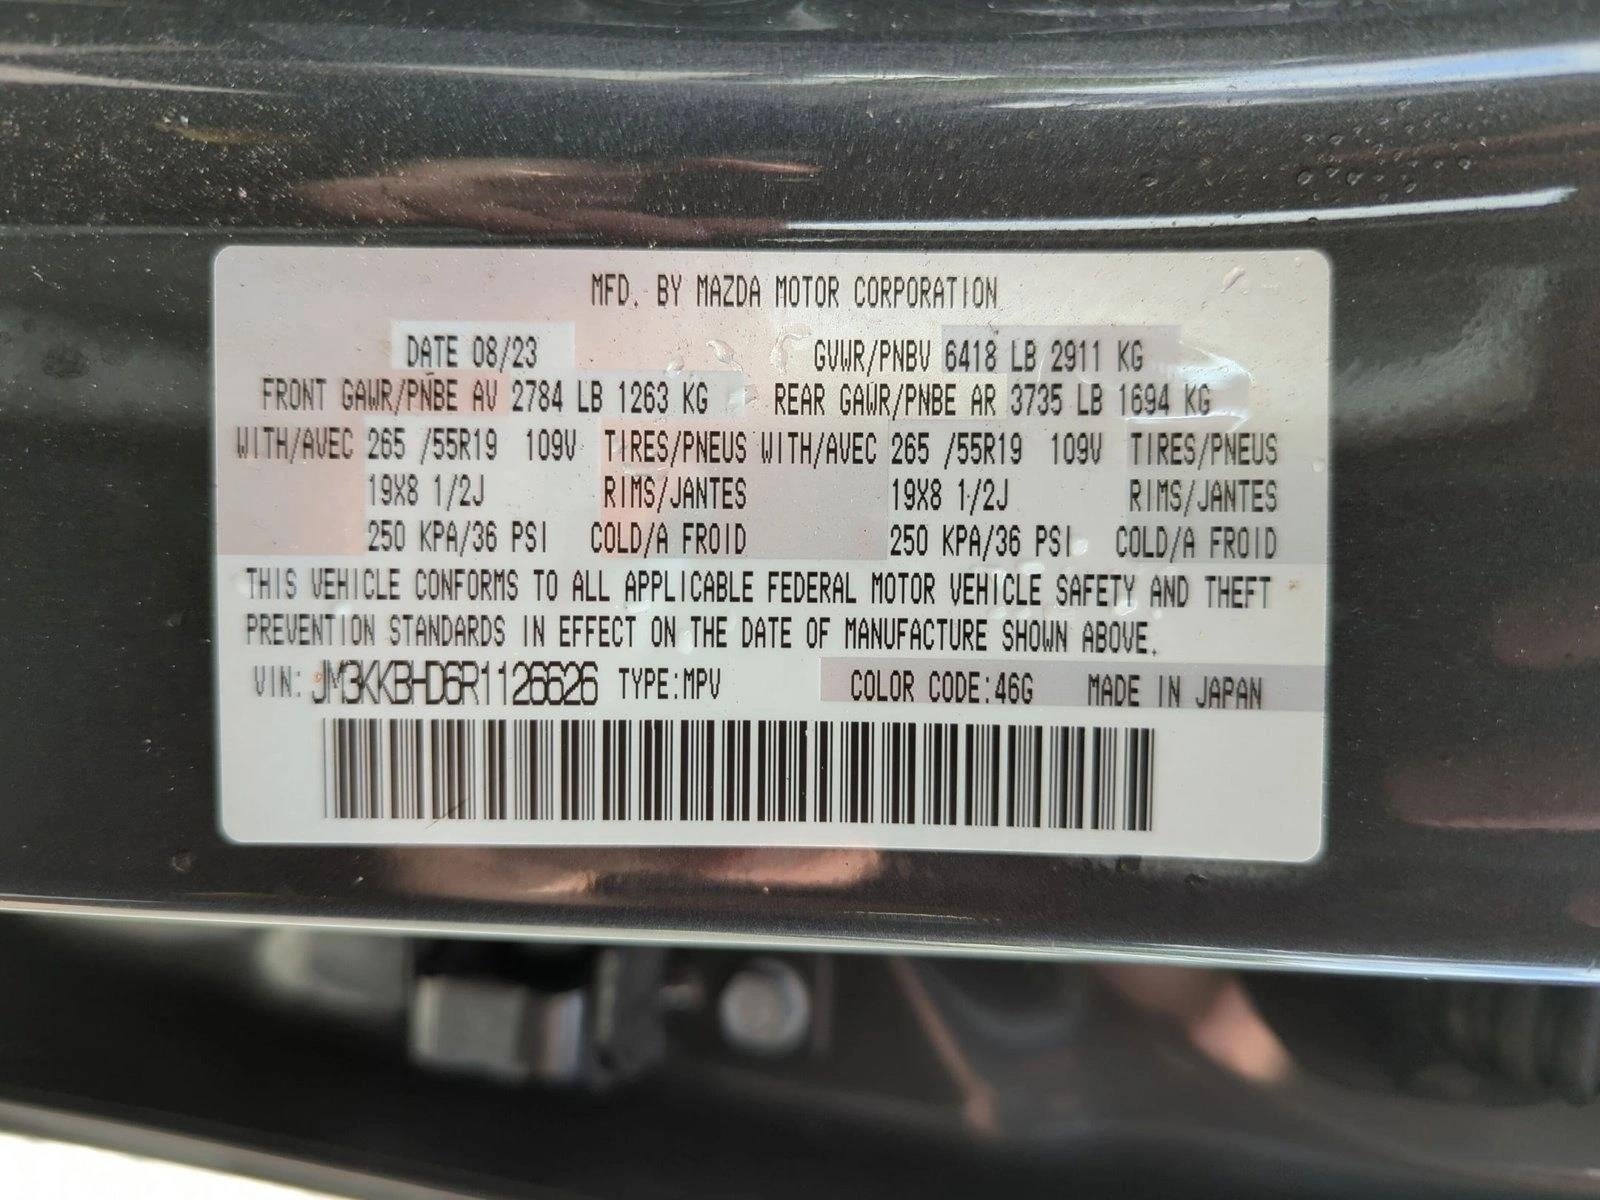 MFD. BY MAZDA MOTOR CORPORATION
DATE 08/23 GVWR/PNBV 6418 LB 2911 KG
FRONT GAWR/PNBE AV 2784 LB 1263 KG REAR GAWR/PNBE AR 3735 LB 1694 KG
WITH/AVEC 265 /55R19 109V TIRES/PNEUS WITH/AVEC 265 /55R19 109V TIRES/PNEUS
19X8 1/2J RIMS/JANTES 19X8 1/2J RIMS/JANTES
250 KPA/36 PSI COLD/A FROID 250 KPA/36 PSI COLD/A FROID
THIS VEHICLE CONFORMS TO ALL APPLICABLE FEDERAL MOTOR VEHICLE SAFETY AND THEFT
PREVENTION STANDARDS IN EFFECT ON THE DATE OF MANUFACTURE SHOWN ABOVE.
VIN: JM3KKBHD6R1126626 TYPE:MPV COLOR CODE:46G MADE IN JAPAN